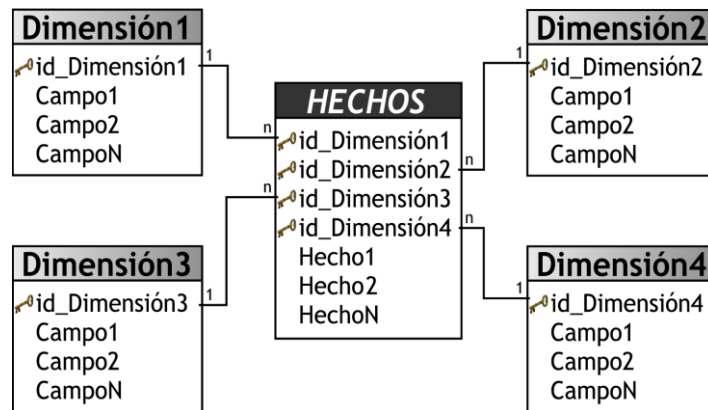 Dimensión1
id_Dimensión1
Campo1
Campo2
CampoN
1
n
HECHOS
id_Dimensión1
id_Dimensión2
id_Dimensión3
id_Dimensión4
Hecho1
Hecho2
HechoN
n
n
n
Dimensión2
id_Dimensión2
Campo1
Campo2
CampoN
1
Dimensión3
id_Dimensión3
Campo1
Campo2
CampoN
1
Dimensión4
id_Dimensión4
Campo1
Campo2
CampoN
1